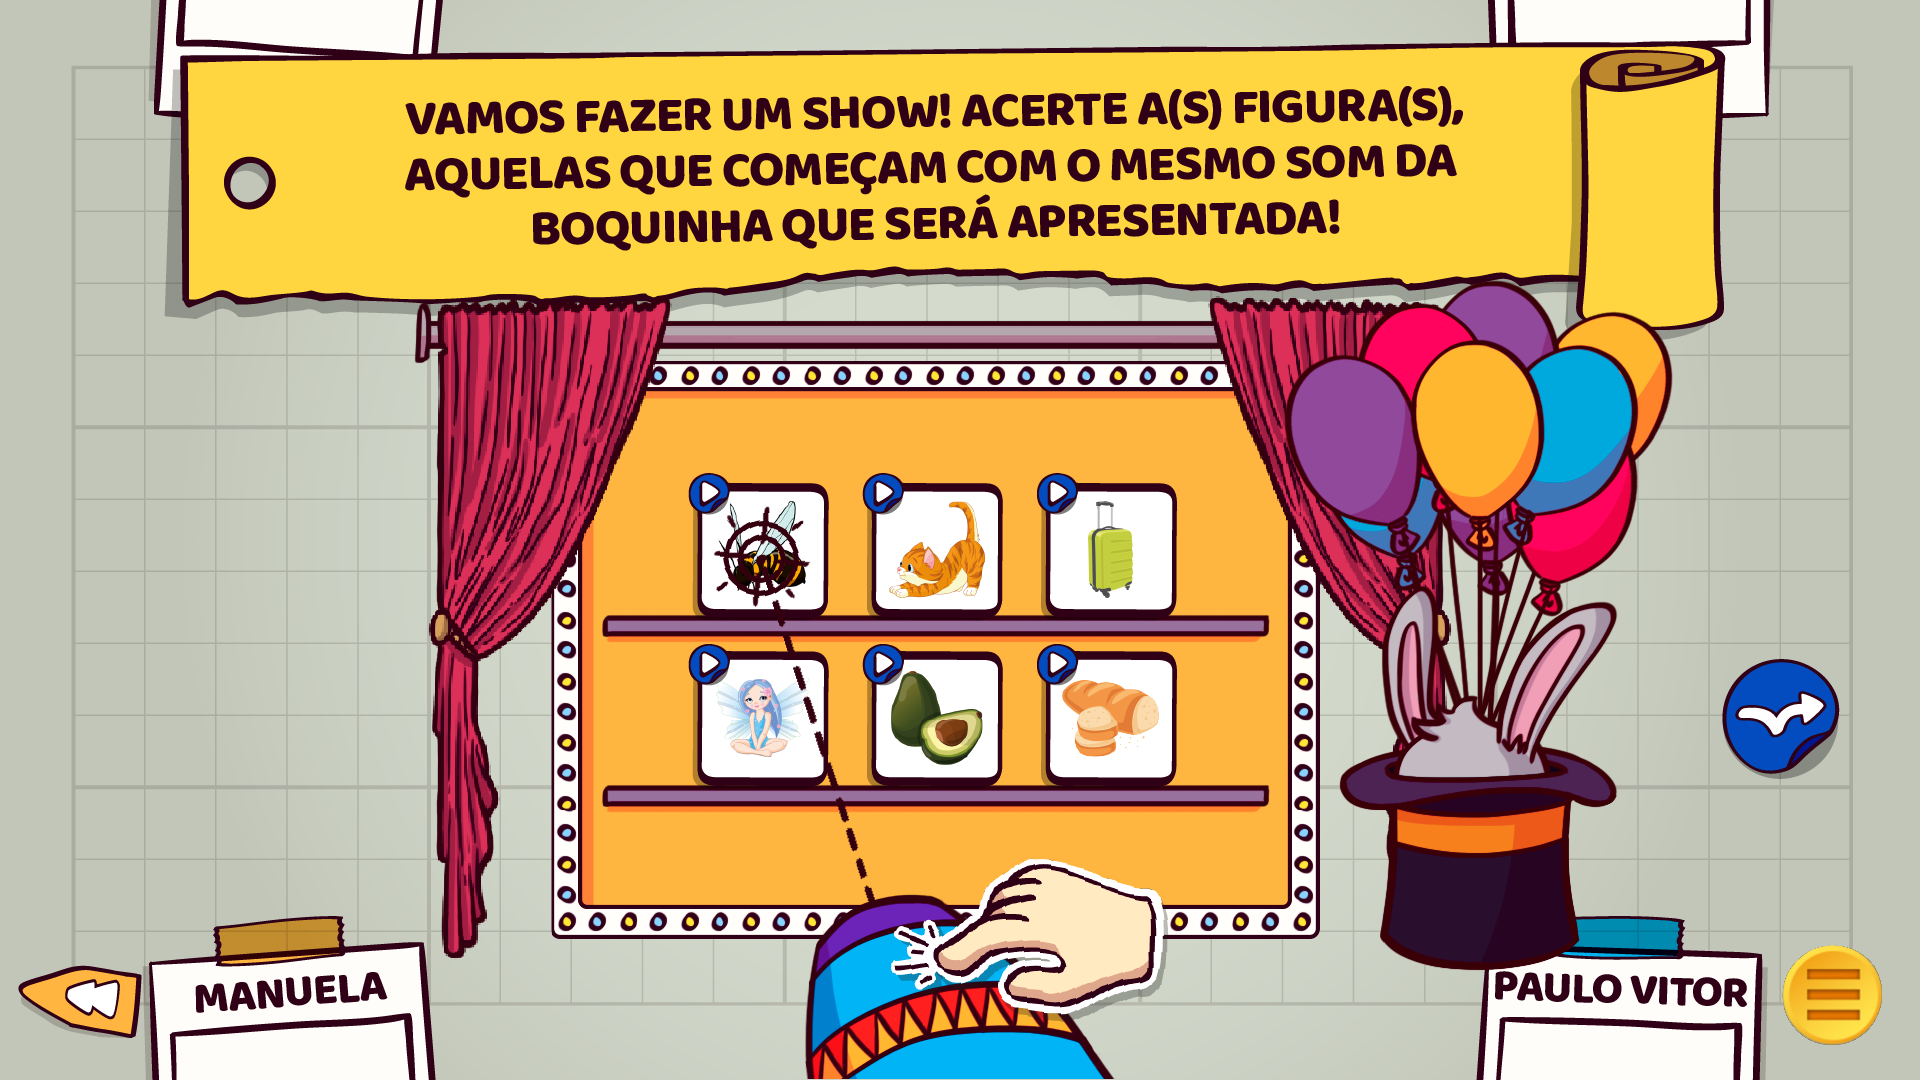 VAMOS FAZER UM SHOW! ACERTE A(S) FIGURA(S),
AQUELAS QUE COMEÇAM COM O MESMO SOM DA
BOQUINHA QUE SERÁ APRESENTADA!
MANUELA
PAULO VITOR